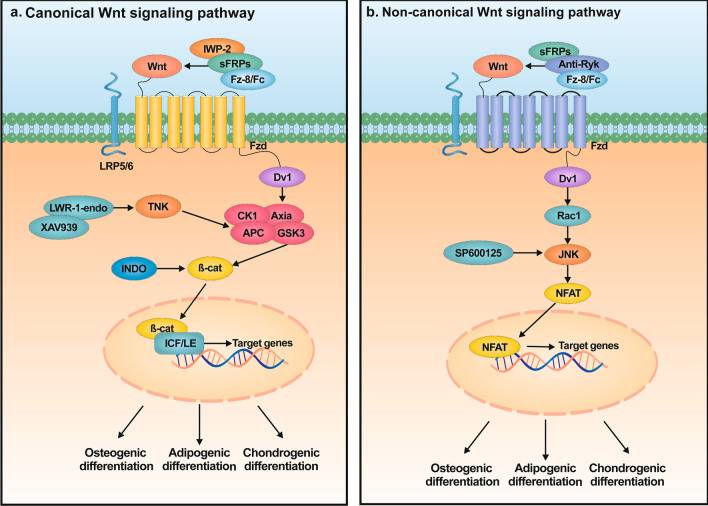 a. Canonical Wnt signaling pathway
IWP-2
Wnt
sFRPs
Fz-8/Fc
LRP5/6
Fzd
Dv1
LWR-1-endo
TNK
XAV939
CK1
Axia
APC
GSK3
INDO
ß-cat
ß-cat
ICF/LE
Target genes
Osteogenic
differentiation
Adipogenic
differentiation
Chondrogenic
differentiation
b. Non-canonical Wnt signaling pathway
sFRPs
Wnt
Anti-Ryk
Fz-8/Fc
Fzd
Dv1
Rac1
SP600125
JNK
NFAT
NFAT
Target genes
Osteogenic
differentiation
Adipogenic
differentiation
Chondrogenic
differentiation